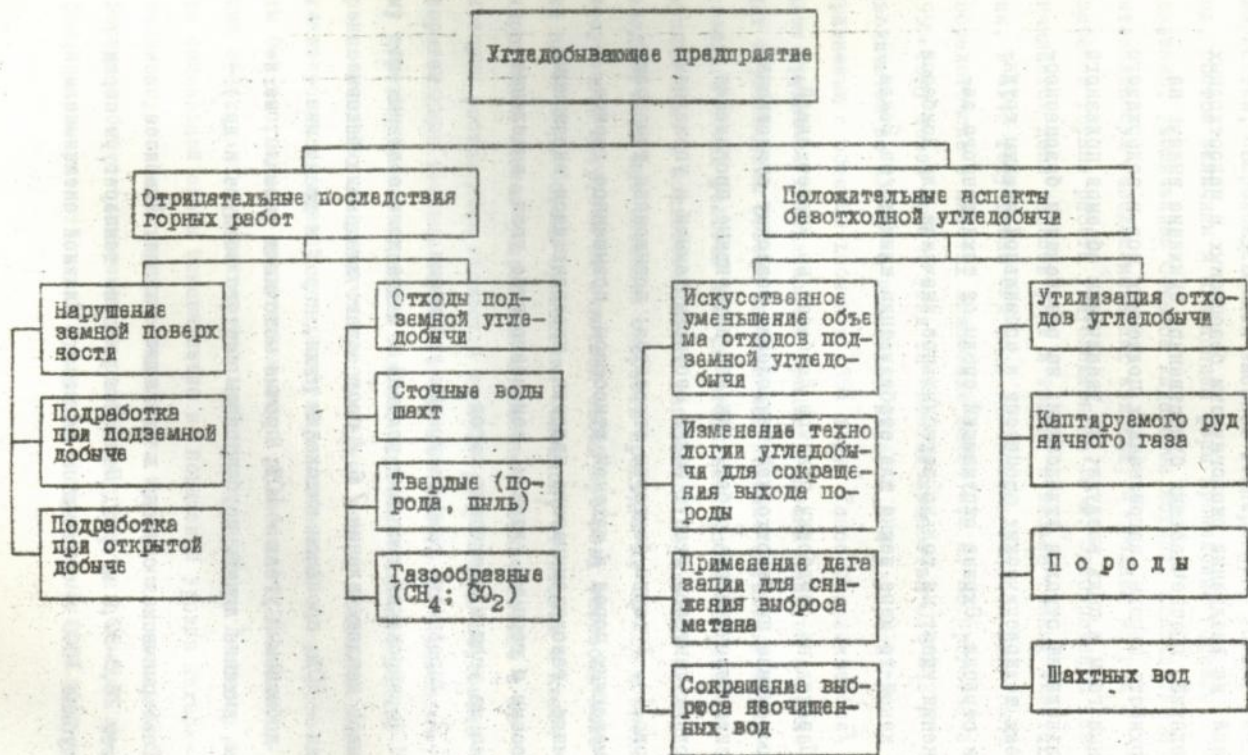 Угледобывающее предприятие
Отрицательные последствия
горных работ
Положительные аспекты
безотходной угледобычи
Нарушение
земной поверх
ности
Подработка
при подземной
добыче
Подработка
при открытой
добыче
Отходы под-
земной угле-
добычи
Сточные воды
шахт
Твердые (по-
рода, пыль)
Газообразные
(CH₄; CO₂)
Искусственное
уменьшение объе
ма отходов под
земной угледо-
бычи
Изменение техно
логии угледобы-
чи для сокраще-
ния выхода по-
роды
Применение дега
зации для сни-
жения выброса
метана
Сокращение выб-
роса неочищен-
ных вод
Утилизация отхо-
дов угледобычи
Каптируемого руд
ничного газа
Породы
Шахтных вод